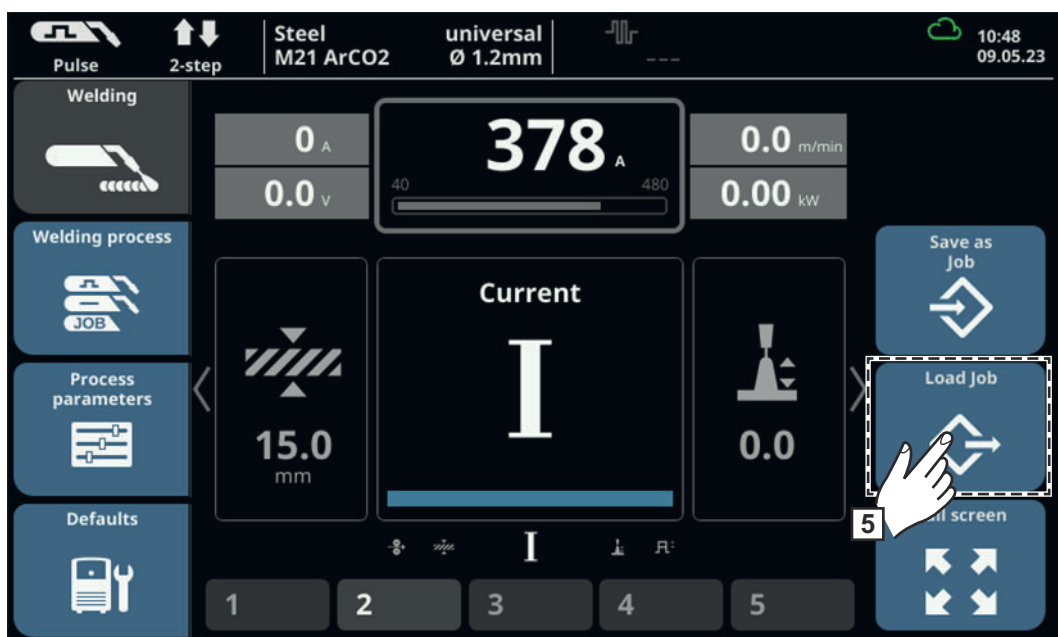 Pulse
2-step
Steel
M21 ArCO2
universal
Ø 1.2mm
---
10:48
09.05.23
Welding
0 A
0.0 V
378 A
40
480
0.0 m/min
0.00 kW
Welding process
JOB
Process
parameters
Defaults
15.0
mm
Current
I
0.0
Save as
Job
Load Job
5
screen
I
1
2
3
4
5